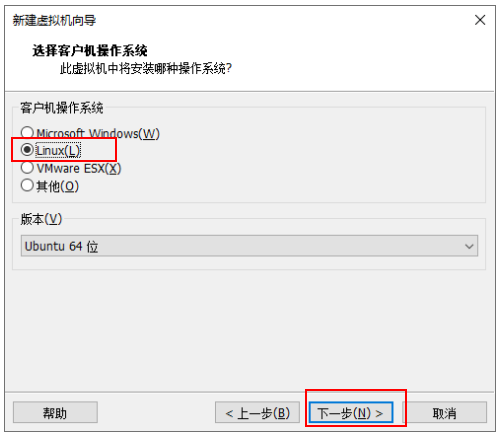 新建虚拟机向导
选择客户机操作系统
此虚拟机中将安装哪种操作系统?
客户机操作系统
Microsoft Windows(W)
Linux(L)
VMware ESX(X)
其他(O)
版本(V)
Ubuntu 64 位
帮助
< 上一步(B)
下一步(N) >
取消